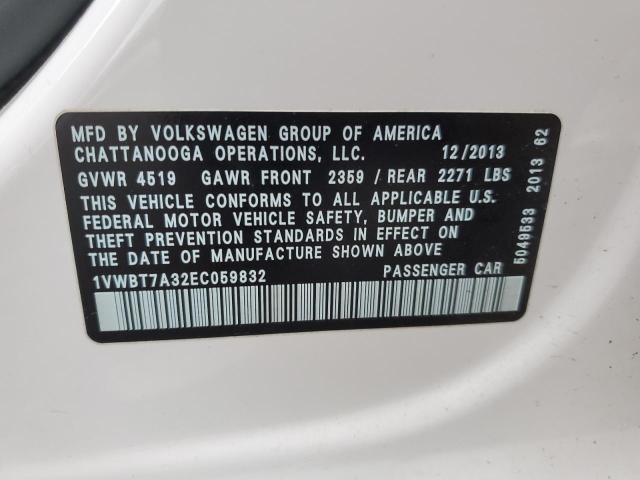 MFD BY VOLKSWAGEN GROUP OF AMERICA
CHATTANOOGA OPERATIONS, LLC. 12/2013
GVWR 4519 GAWR FRONT 2359 / REAR 2271 LBS
THIS VEHICLE CONFORMS TO ALL APPLICABLE U.S.
FEDERAL MOTOR VEHICLE SAFETY, BUMPER AND
THEFT PREVENTION STANDARDS IN EFFECT ON
THE DATE OF MANUFACTURE SHOWN ABOVE
1VWBT7A32EC059832 PASSENGER CAR
5049533 2013 62